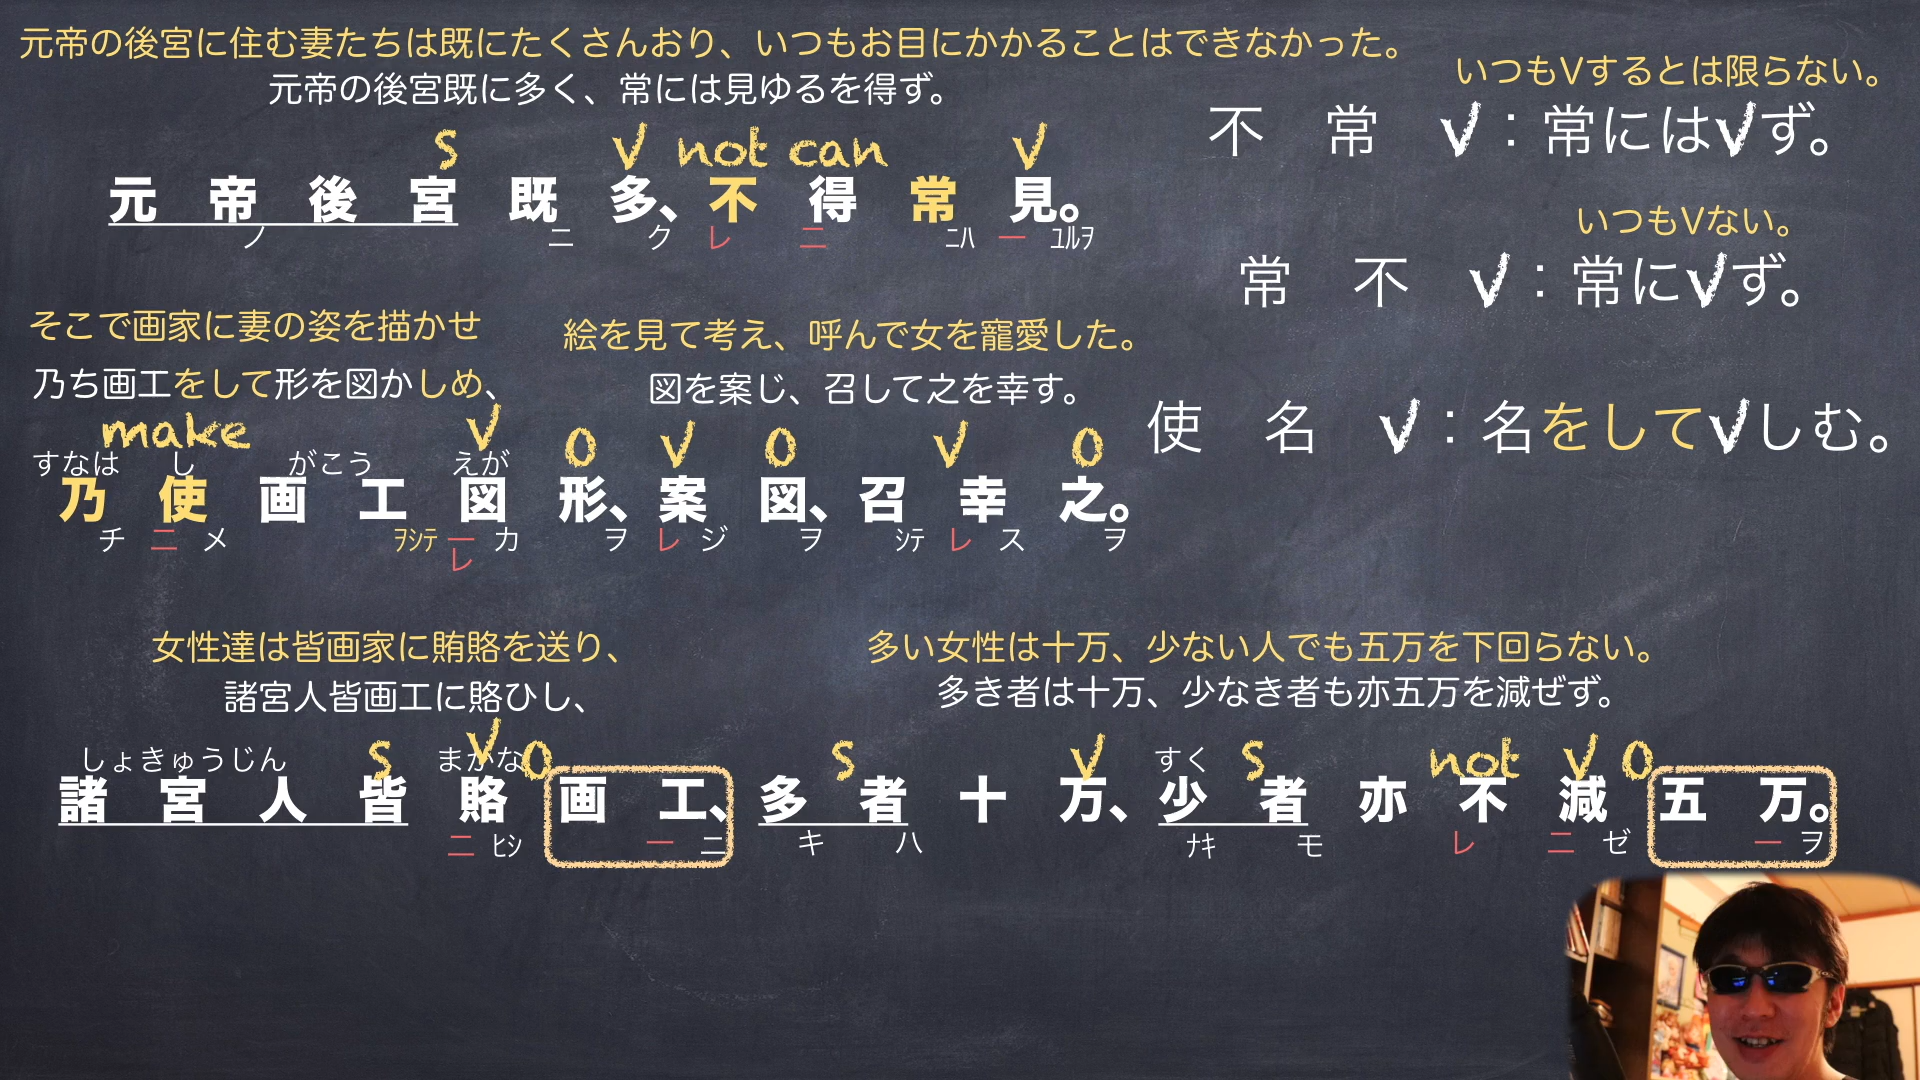 元帝の後宮に住む妻たちは既にたくさんおり、いつもお目にかかることはできなかった。
元帝の後宮既に多く、常には見ゆるを得ず。
S V not can V
元 帝 後 宮 既 多、不 得 常 見。
ノ ニ ク レ 二 ニハ 一 ユルヲ
いつもVするとは限らない。
不 常 V：常にはVず。
いつもVない。
常 不 V：常にVず。
そこで画家に妻の姿を描かせ
乃ち画工をして形を図かしめ、
絵を見て考え、呼んで女を寵愛した。
図を案じ、召して之を幸す。
make V O V O V O
すなは し がこう えが
乃 使 画 工 図 形、案 図、召 幸 之。
チ 二 メ ヲシテ 一レ カ ヲ レ ジ ヲ シテ レ ス ヲ
使 名 V：名をしてVしむ。
女性達は皆画家に賄賂を送り、
諸宮人皆画工に賂ひし、
多い女性は十万、少ない人でも五万を下回らない。
多き者は十万、少なき者も亦五万を減ぜず。
S V O S V S not V O
しょきゅうじん まかな すく
諸 宮 人 皆 賂 画 工、多 者 十 万、少 者 亦 不 減 五 万。
二 ヒシ 一 ニ キ ハ ナキ モ レ 二 ゼ 一 ヲ